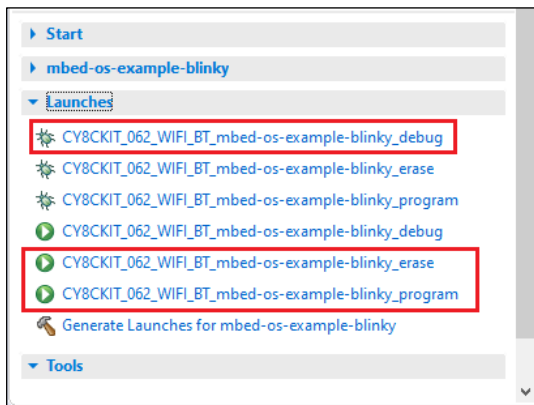 Start
mbed-os-example-blinky
Launches
CY8CKIT_062_WIFI_BT_mbed-os-example-blinky_debug
CY8CKIT_062_WIFI_BT_mbed-os-example-blinky_erase
CY8CKIT_062_WIFI_BT_mbed-os-example-blinky_program
CY8CKIT_062_WIFI_BT_mbed-os-example-blinky_debug
CY8CKIT_062_WIFI_BT_mbed-os-example-blinky_erase
CY8CKIT_062_WIFI_BT_mbed-os-example-blinky_program
Generate Launches for mbed-os-example-blinky
Tools